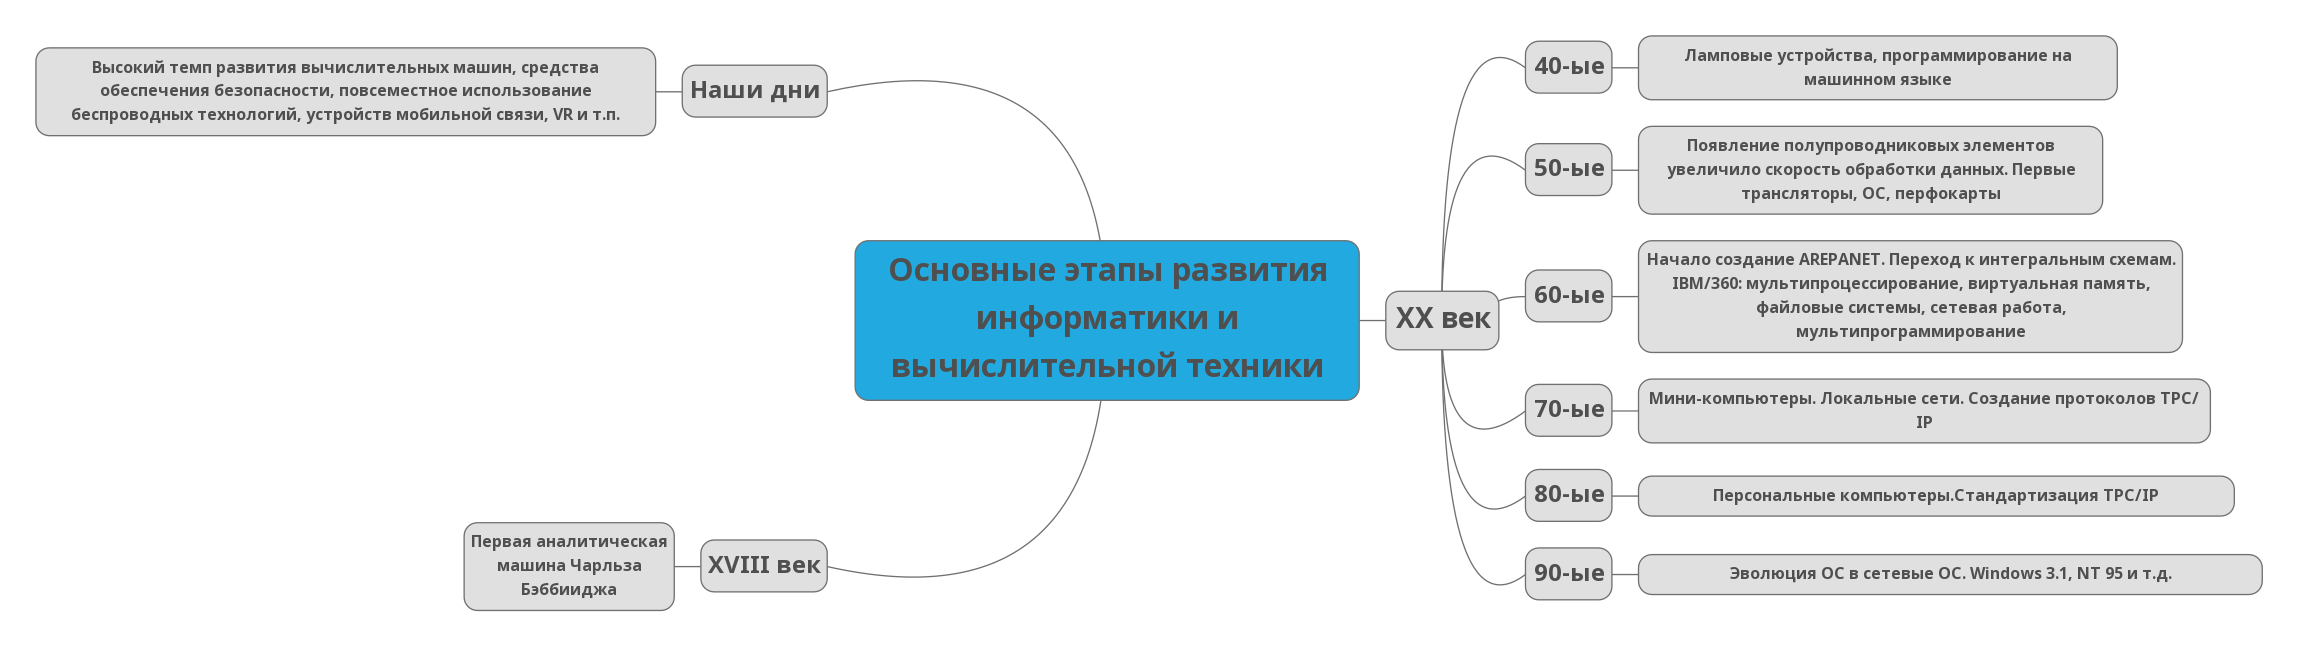 Основные этапы развития
информатики и
вычислительной техники
Наши дни
Высокий темп развития вычислительных машин, средства
обеспечения безопасности, повсеместное использование
беспроводных технологий, устройств мобильной связи, VR и т.п.
XVIII век
Первая аналитическая
машина Чарльза
Бэббииджа
XX век
40-ые
Ламповые устройства, программирование на
машинном языке
50-ые
Появление полупроводниковых элементов
увеличило скорость обработки данных. Первые
трансляторы, ОС, перфокарты
60-ые
Начало создание AREPANET. Переход к интегральным схемам.
IBM/360: мультипроцессирование, виртуальная память,
файловые системы, сетевая работа,
мультипрограммирование
70-ые
Мини-компьютеры. Локальные сети. Создание протоколов TPC/
IP
80-ые
Персональные компьютеры.Стандартизация TPC/IP
90-ые
Эволюция ОС в сетевые ОС. Windows 3.1, NT 95 и т.д.